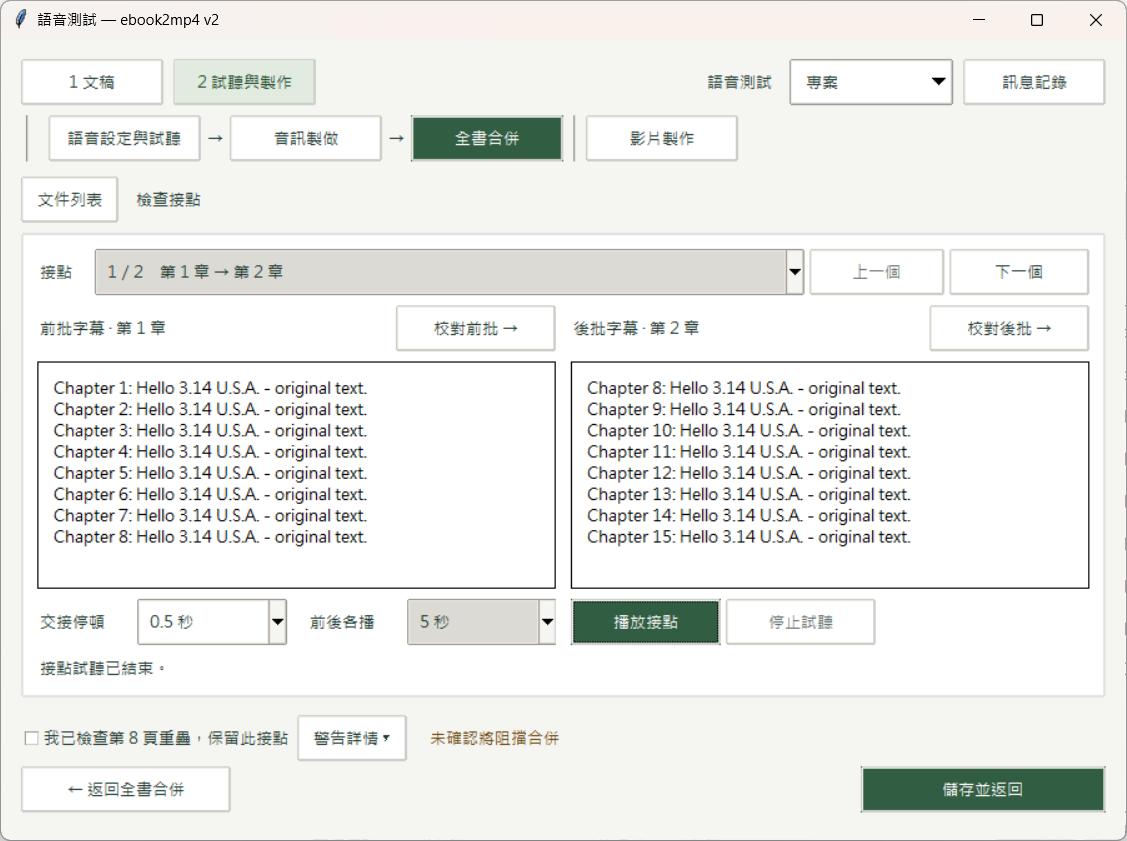 語音測試 — ebook2mp4 v2
1 文稿 2 試聽與製作 語音測試 專案 訊息記錄
語音設定與試聽 → 音訊製做 → 全書合併 影片製作
文件列表 檢查接點
接點 1 / 2 第 1 章 → 第 2 章 上一個 下一個
前批字幕 · 第 1 章 校對前批 → 後批字幕 · 第 2 章 校對後批 →
Chapter 1: Hello 3.14 U.S.A. - original text.
Chapter 2: Hello 3.14 U.S.A. - original text.
Chapter 3: Hello 3.14 U.S.A. - original text.
Chapter 4: Hello 3.14 U.S.A. - original text.
Chapter 5: Hello 3.14 U.S.A. - original text.
Chapter 6: Hello 3.14 U.S.A. - original text.
Chapter 7: Hello 3.14 U.S.A. - original text.
Chapter 8: Hello 3.14 U.S.A. - original text.
Chapter 8: Hello 3.14 U.S.A. - original text.
Chapter 9: Hello 3.14 U.S.A. - original text.
Chapter 10: Hello 3.14 U.S.A. - original text.
Chapter 11: Hello 3.14 U.S.A. - original text.
Chapter 12: Hello 3.14 U.S.A. - original text.
Chapter 13: Hello 3.14 U.S.A. - original text.
Chapter 14: Hello 3.14 U.S.A. - original text.
Chapter 15: Hello 3.14 U.S.A. - original text.
交接停頓 0.5 秒 前後各播 5 秒 播放接點 停止試聽
接點試聽已結束。
我已檢查第 8 頁重疊，保留此接點 警告詳情 ▾ 未確認將阻擋合併
← 返回全書合併 儲存並返回